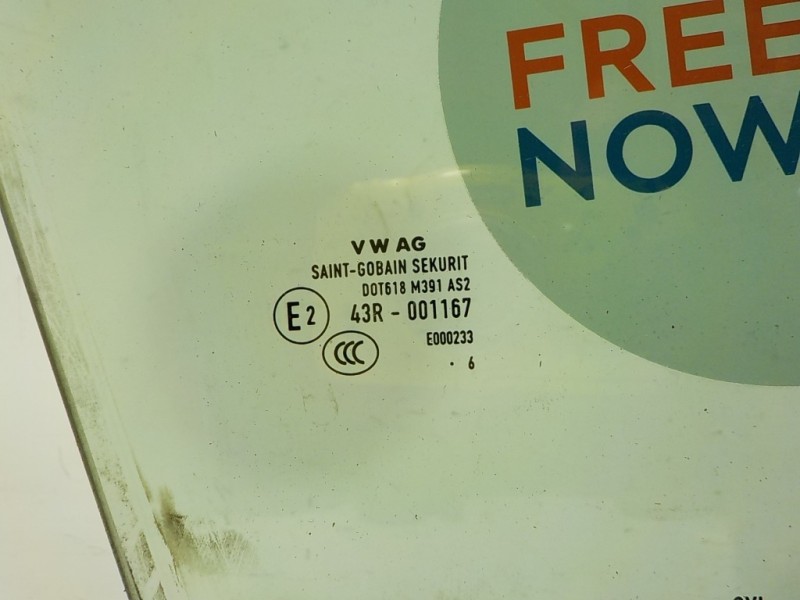 FREE
NOW
VW AG
SAINT-GOBAIN SEKURIT
DOT618 M391 AS2
E2 43R - 001167
CCC E000233
· 6